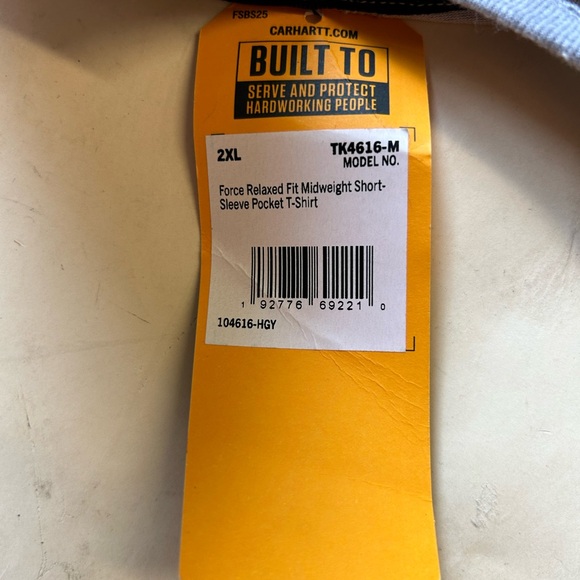 FSBS25
CARHARTT.COM
BUILT TO
SERVE AND PROTECT
HARDWORKING PEOPLE
2XL
TK4616-M
MODEL NO.
Force Relaxed Fit Midweight Short-
Sleeve Pocket T-Shirt
1 92776 69221 0
104616-HGY